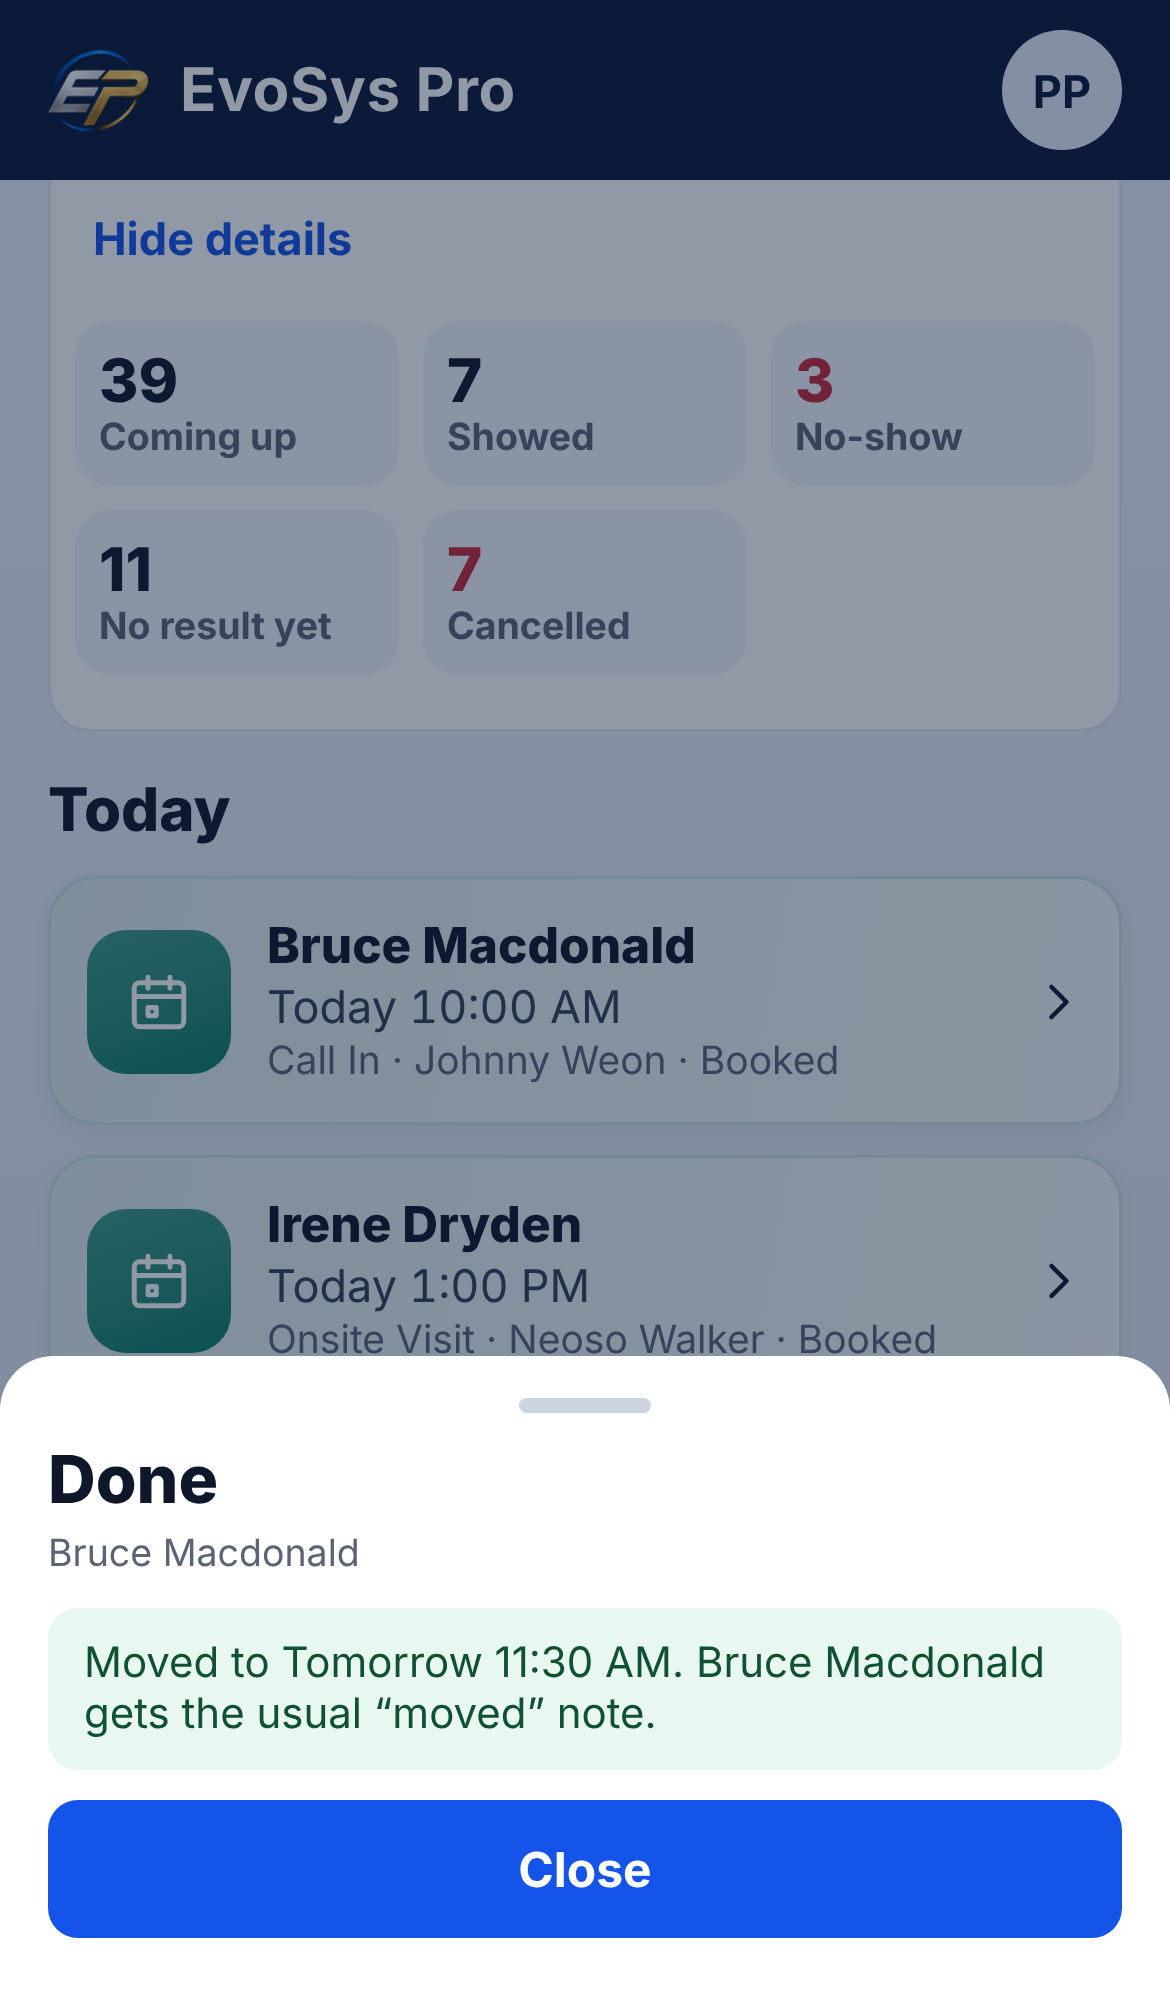 EP EvoSys Pro PP
Hide details
39
Coming up
7
Showed
3
No-show
11
No result yet
7
Cancelled
Today
Bruce Macdonald
Today 10:00 AM
Call In · Johnny Weon · Booked
Irene Dryden
Today 1:00 PM
Onsite Visit · Neoso Walker · Booked
Done
Bruce Macdonald
Moved to Tomorrow 11:30 AM. Bruce Macdonald
gets the usual “moved” note.
Close